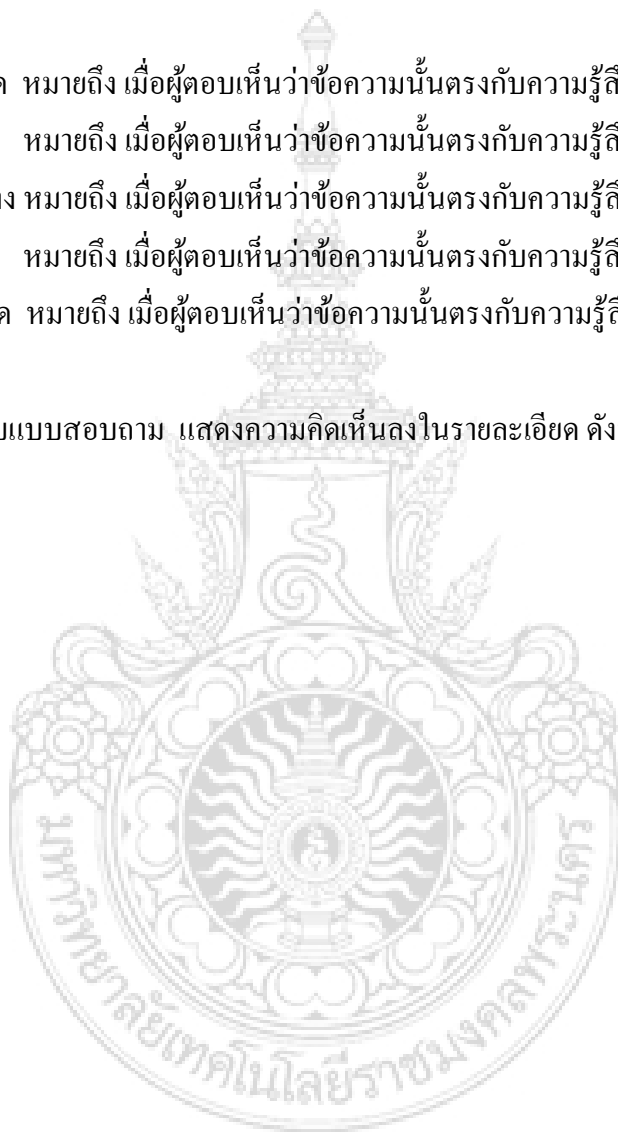 ด หมายถึง เมื่อผู้ตอบเห็นว่าข้อความนั้นตรงกับความรู้สึ
หมายถึง เมื่อผู้ตอบเห็นว่าข้อความนั้นตรงกับความรู้สึ
ง หมายถึง เมื่อผู้ตอบเห็นว่าข้อความนั้นตรงกับความรู้สึ
หมายถึง เมื่อผู้ตอบเห็นว่าข้อความนั้นตรงกับความรู้สึ
ด หมายถึง เมื่อผู้ตอบเห็นว่าข้อความนั้นตรงกับความรู้สึ
บแบบสอบถาม แสดงความคิดเห็นลงในรายละเอียด ดัง
มหาวิทยาลัยเทคโนโลยีราชมงคลพระนคร